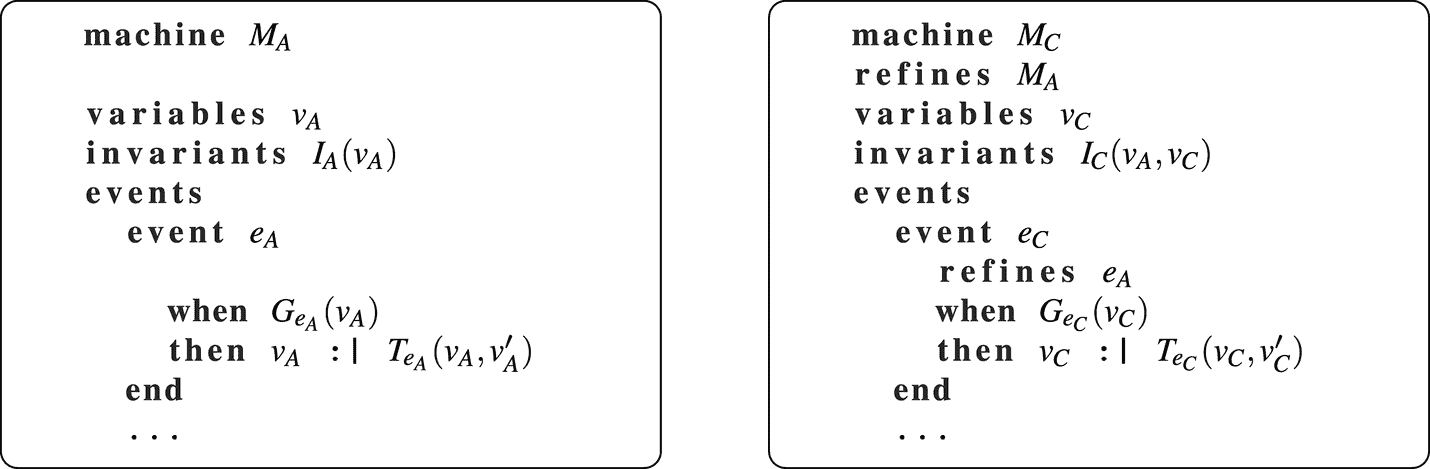 machine M_A
variables v_A
invariants I_A(v_A)
events
event e_A
when G_{e_A}(v_A)
then v_A :| T_{e_A}(v_A, v'_A)
end
...
machine M_C
refines M_A
variables v_C
invariants I_C(v_A, v_C)
events
event e_C
refines e_A
when G_{e_C}(v_C)
then v_C :| T_{e_C}(v_C, v'_C)
end
...